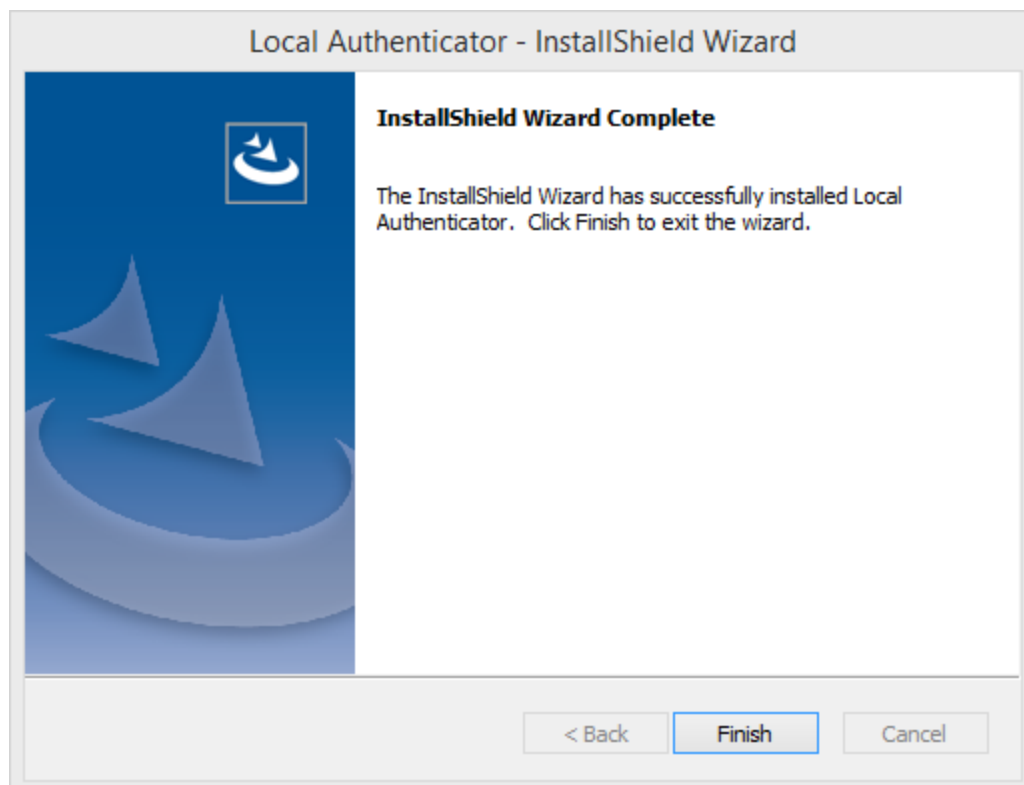 Local Authenticator - InstallShield Wizard
InstallShield Wizard Complete
The InstallShield Wizard has successfully installed Local
Authenticator.  Click Finish to exit the wizard.
< Back
Finish
Cancel